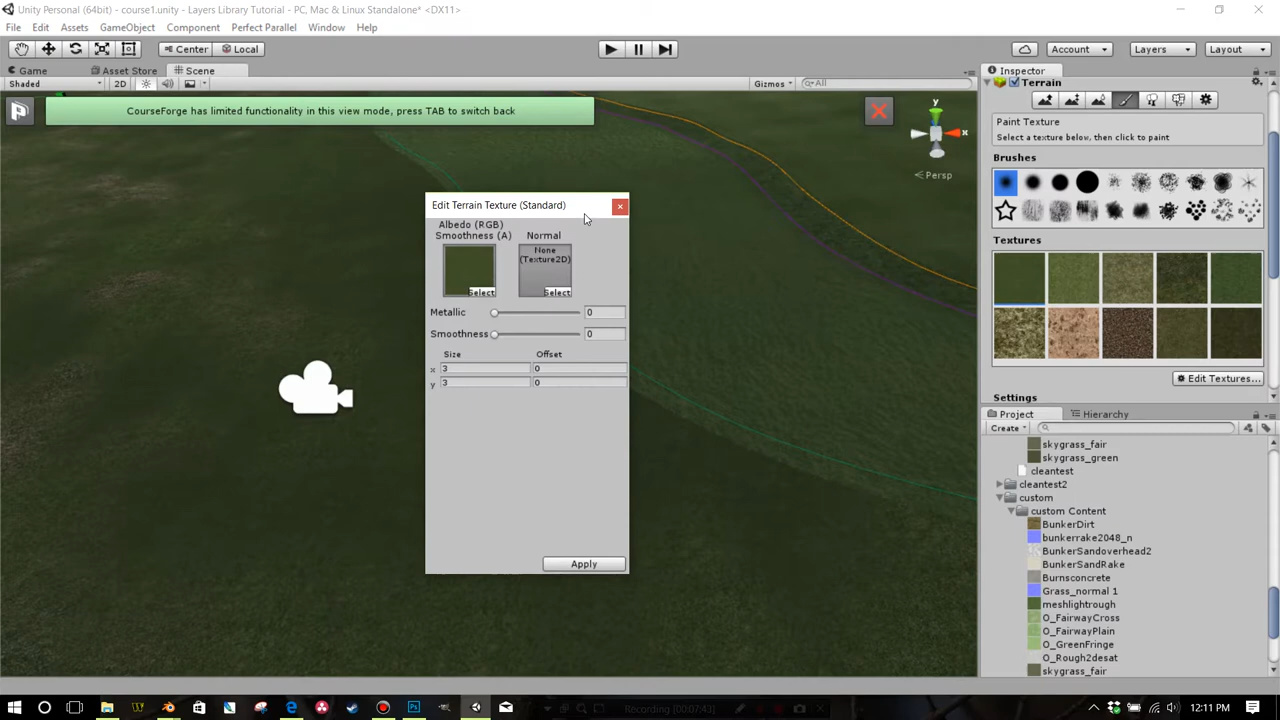 Unity Personal (64bit) - course1.unity - Layers Library Tutorial - PC, Mac & Linux Standalone* <DX11>
File Edit Assets GameObject Component Perfect Parallel Window Help
Center Local Account Layers Layout
Game Asset Store Scene
Shaded 2D Gizmos All
CourseForge has limited functionality in this view mode, press TAB to switch back
y
x
Persp
Edit Terrain Texture (Standard)
Albedo (RGB)
Smoothness (A) Normal
None
(Texture2D)
Select Select
Metallic 0
Smoothness 0
Size Offset
x 3 0
y 3 0
Apply
Inspector
Terrain
Paint Texture
Select a texture below, then click to paint
Brushes
Textures
Edit Textures...
Settings
Project Hierarchy
Create
skygrass_fair
skygrass_green
cleantest
cleantest2
custom
custom Content
BunkerDirt
bunkerrake2048_n
BunkerSandoverhead2
BunkerSandRake
Burnsconcrete
Grass_normal 1
meshlightrough
O_FairwayCross
O_FairwayPlain
O_GreenFringe
O_Rough2desat
skygrass_fair
Recording [00:07:43]
12:11 PM